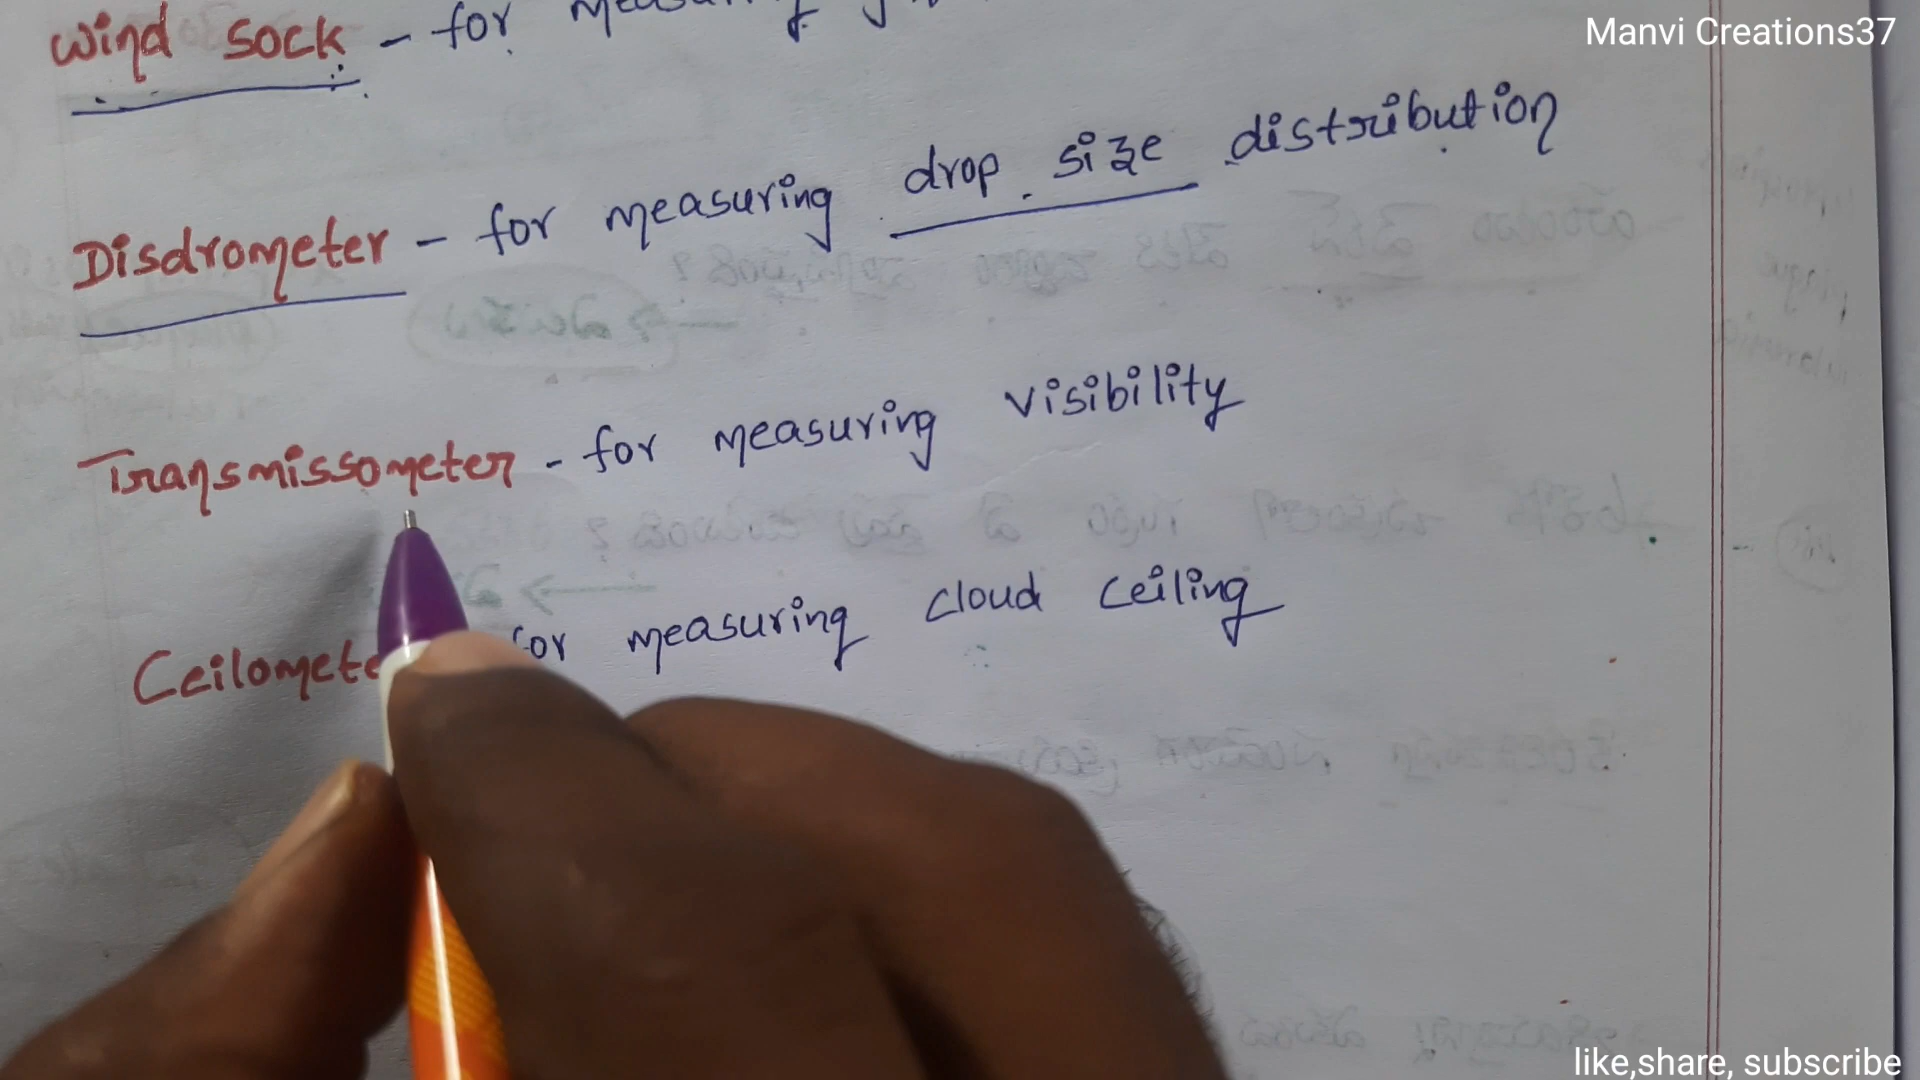 Manvi Creations37
Wind sock - for
Disdrometer - for measuring drop size distribution
Transmissometer - for measuring visibility
for measuring cloud ceiling
like,share, subscribe